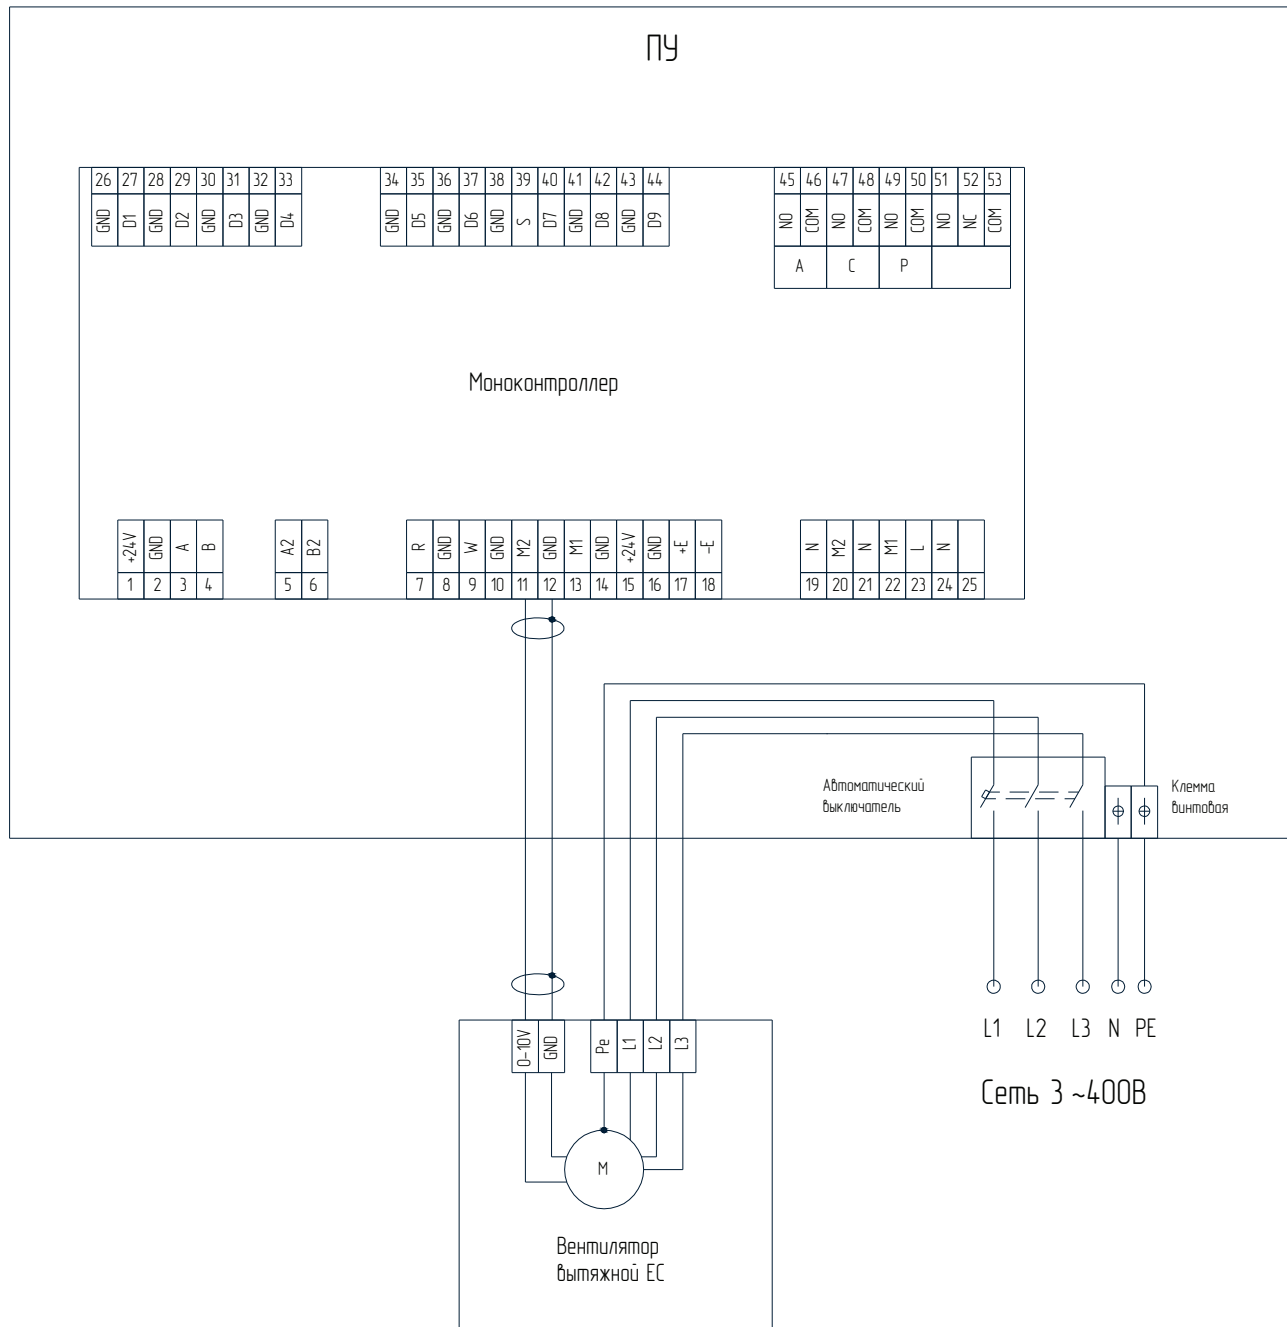 ПУ
26 27 28 29 30 31 32 33
GND D1 GND D2 GND D3 GND D4
34 35 36 37 38 39 40 41 42 43 44
GND D5 GND D6 GND S D7 GND D8 GND D9
45 46 47 48 49 50 51 52 53
NO COM NO COM NO COM NO NC COM
A C P
Моноконтроллер
+24V GND A B
1 2 3 4
A2 B2
5 6
R GND W GND M2 GND M1 GND +24V GND +E -E
7 8 9 10 11 12 13 14 15 16 17 18
N M2 N M1 L N
19 20 21 22 23 24 25
Автоматический
выключатель
Клемма
винтовая
L1 L2 L3 N PE
Сеть 3 ~400В
0-10V GND Pe L1 L2 L3
M
Вентилятор
вытяжной ЕС